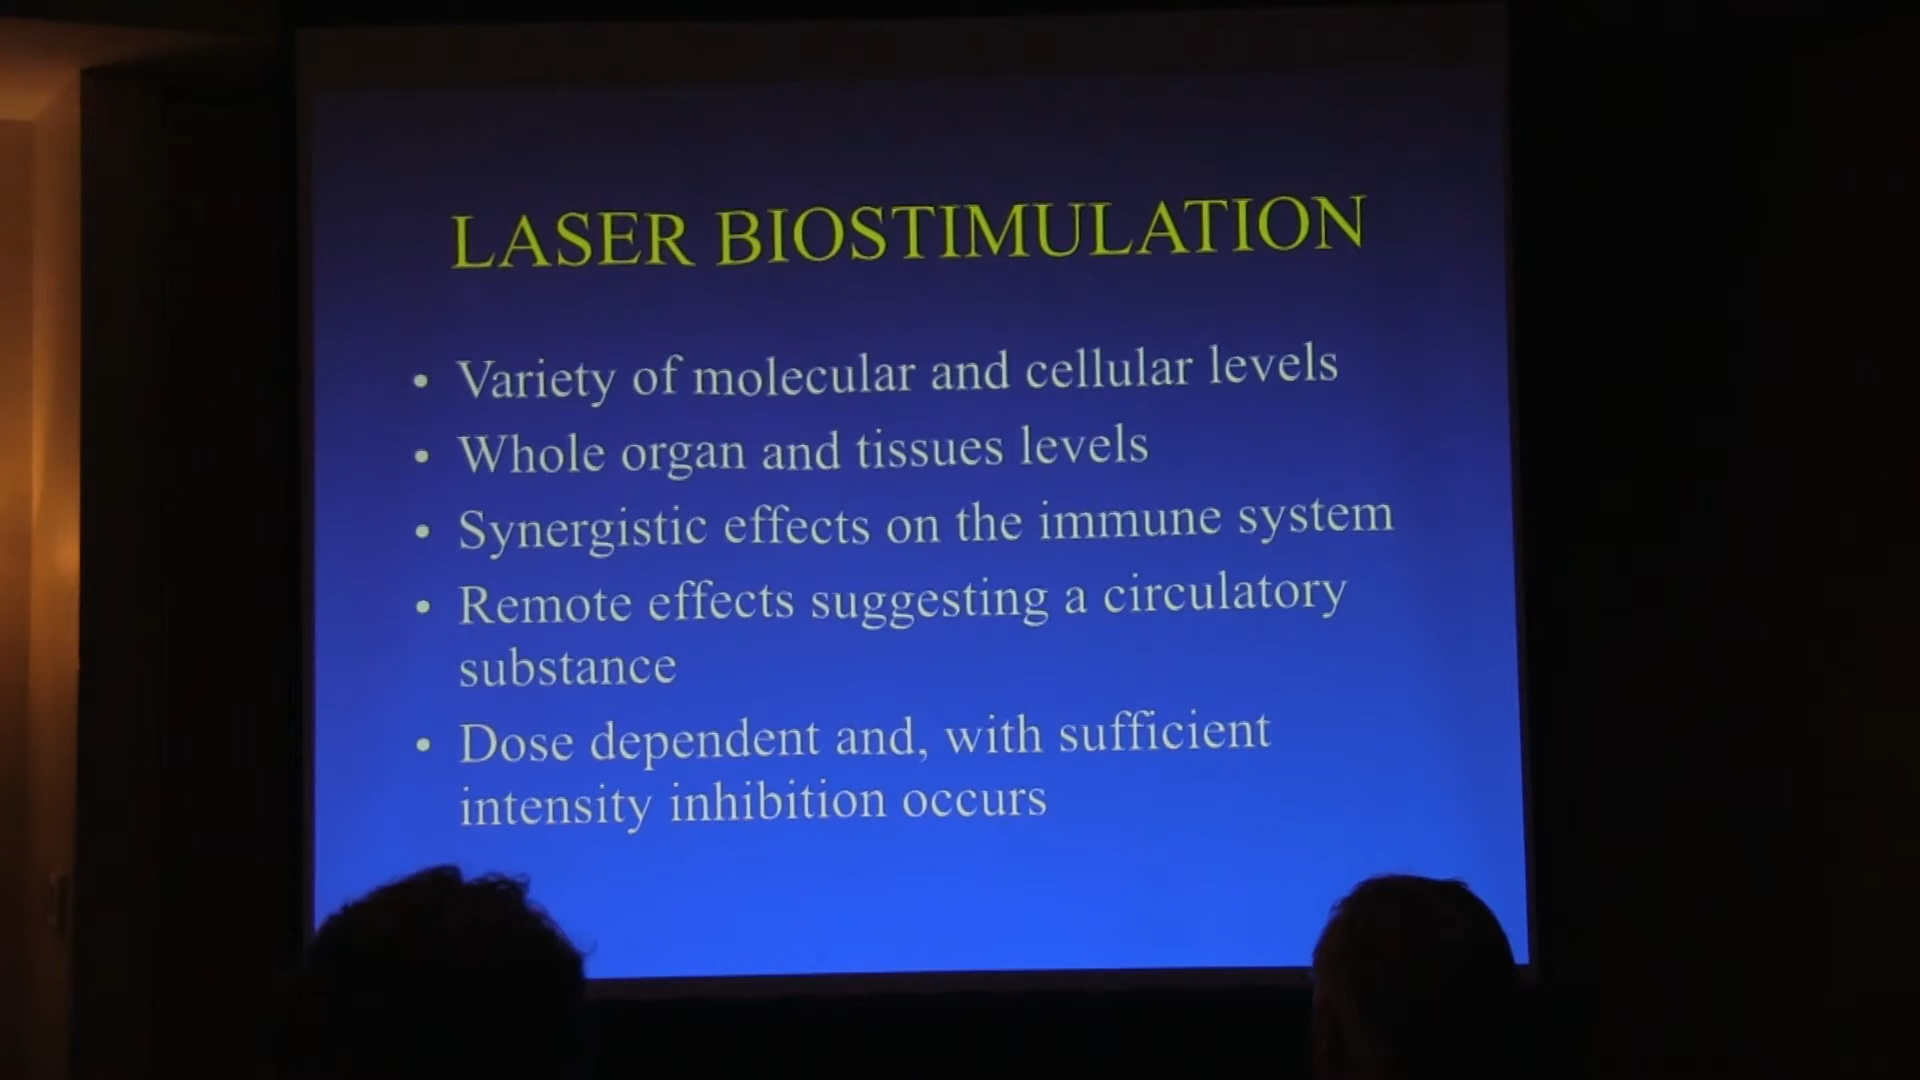 LASER BIOSTIMULATION
• Variety of molecular and cellular levels
• Whole organ and tissues levels
• Synergistic effects on the immune system
• Remote effects suggesting a circulatory
substance
• Dose dependent and, with sufficient
intensity inhibition occurs